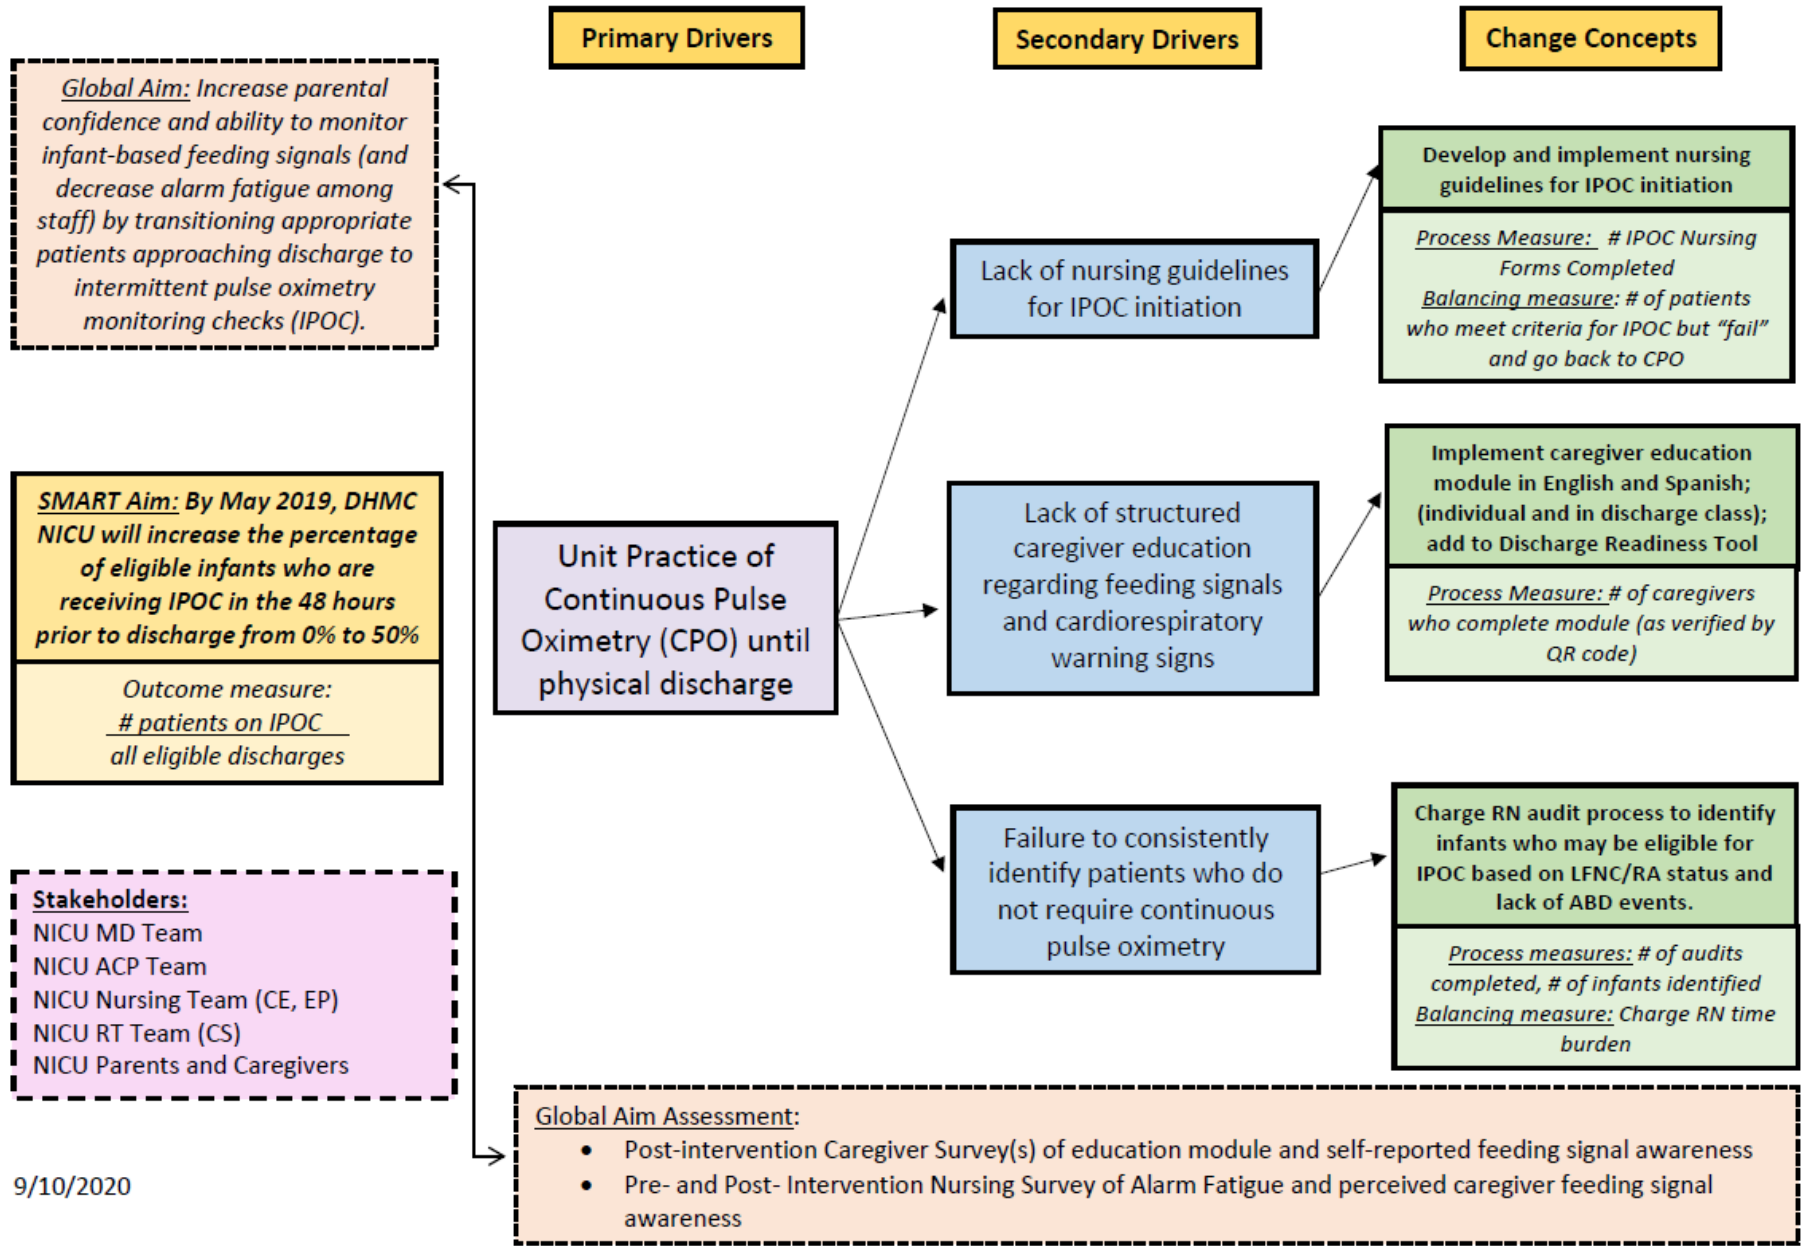 Primary Drivers
Secondary Drivers
Change Concepts
Global Aim: Increase parental
confidence and ability to monitor
infant-based feeding signals (and
decrease alarm fatigue among
staff) by transitioning appropriate
patients approaching discharge to
intermittent pulse oximetry
monitoring checks (IPOC).
SMART Aim: By May 2019, DHMC
NICU will increase the percentage
of eligible infants who are
receiving IPOC in the 48 hours
prior to discharge from 0% to 50%
Outcome measure:
# patients on IPOC
all eligible discharges
Stakeholders:
NICU MD Team
NICU ACP Team
NICU Nursing Team (CE, EP)
NICU RT Team (CS)
NICU Parents and Caregivers
9/10/2020
Unit Practice of
Continuous Pulse
Oximetry (CPO) until
physical discharge
Lack of nursing guidelines
for IPOC initiation
Lack of structured
caregiver education
regarding feeding signals
and cardiorespiratory
warning signs
Failure to consistently
identify patients who do
not require continuous
pulse oximetry
Develop and implement nursing
guidelines for IPOC initiation
Process Measure: # IPOC Nursing
Forms Completed
Balancing measure: # of patients
who meet criteria for IPOC but “fail”
and go back to CPO
Implement caregiver education
module in English and Spanish;
(individual and in discharge class);
add to Discharge Readiness Tool
Process Measure: # of caregivers
who complete module (as verified by
QR code)
Charge RN audit process to identify
infants who may be eligible for
IPOC based on LFNC/RA status and
lack of ABD events.
Process measures: # of audits
completed, # of infants identified
Balancing measure: Charge RN time
burden
Global Aim Assessment:
• Post-intervention Caregiver Survey(s) of education module and self-reported feeding signal awareness
• Pre- and Post- Intervention Nursing Survey of Alarm Fatigue and perceived caregiver feeding signal
awareness